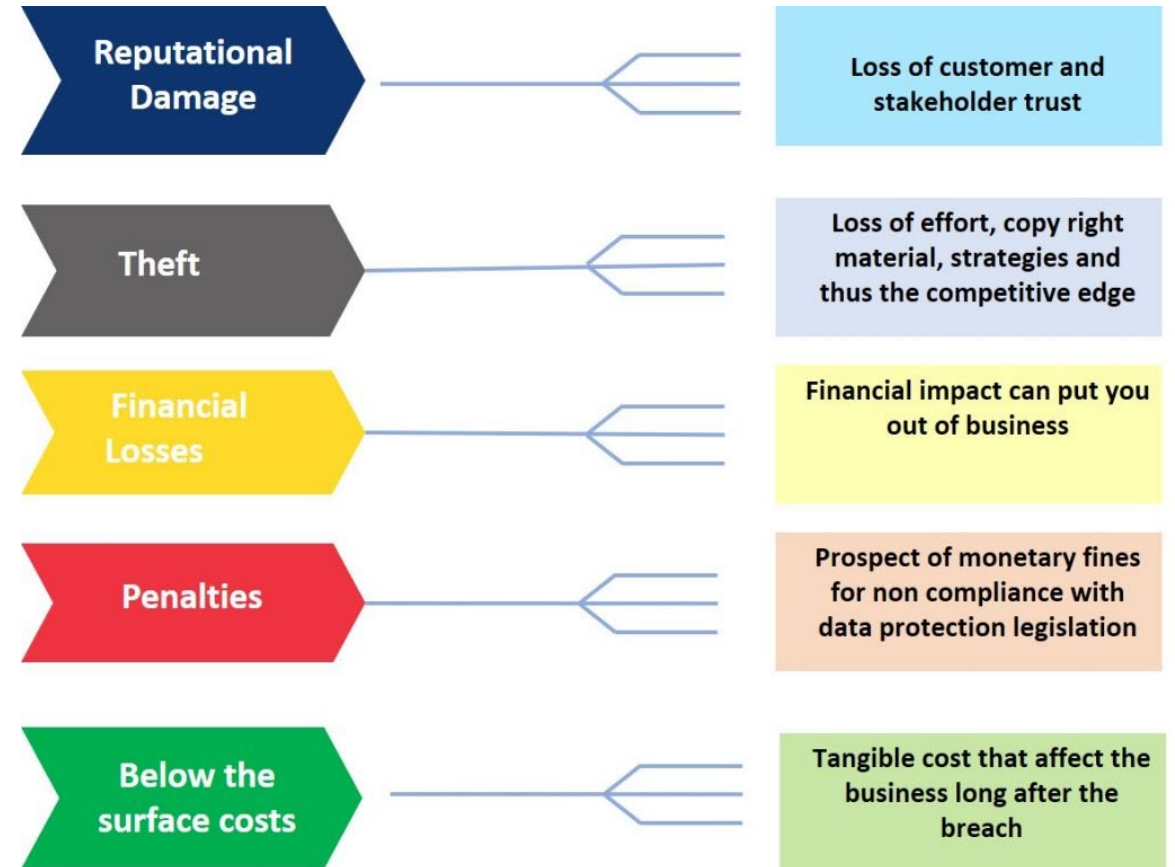 Reputational
Damage
Loss of customer and
stakeholder trust
Theft
Loss of effort, copy right
material, strategies and
thus the competitive edge
Financial
Losses
Financial impact can put you
out of business
Penalties
Prospect of monetary fines
for non compliance with
data protection legislation
Below the
surface costs
Tangible cost that affect the
business long after the
breach